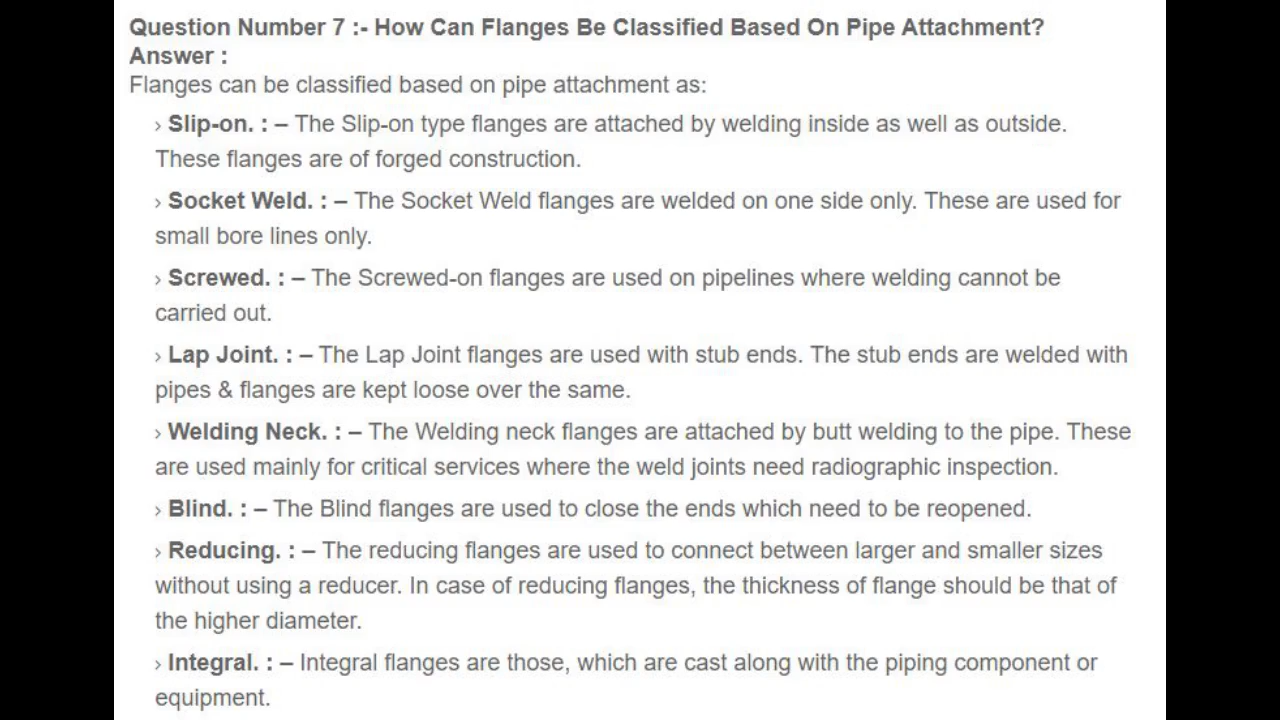 Question Number 7 :- How Can Flanges Be Classified Based On Pipe Attachment?
Answer :
Flanges can be classified based on pipe attachment as:
› Slip-on. : – The Slip-on type flanges are attached by welding inside as well as outside.
These flanges are of forged construction.
› Socket Weld. : – The Socket Weld flanges are welded on one side only. These are used for
small bore lines only.
› Screwed. : – The Screwed-on flanges are used on pipelines where welding cannot be
carried out.
› Lap Joint. : – The Lap Joint flanges are used with stub ends. The stub ends are welded with
pipes & flanges are kept loose over the same.
› Welding Neck. : – The Welding neck flanges are attached by butt welding to the pipe. These
are used mainly for critical services where the weld joints need radiographic inspection.
› Blind. : – The Blind flanges are used to close the ends which need to be reopened.
› Reducing. : – The reducing flanges are used to connect between larger and smaller sizes
without using a reducer. In case of reducing flanges, the thickness of flange should be that of
the higher diameter.
› Integral. : – Integral flanges are those, which are cast along with the piping component or
equipment.